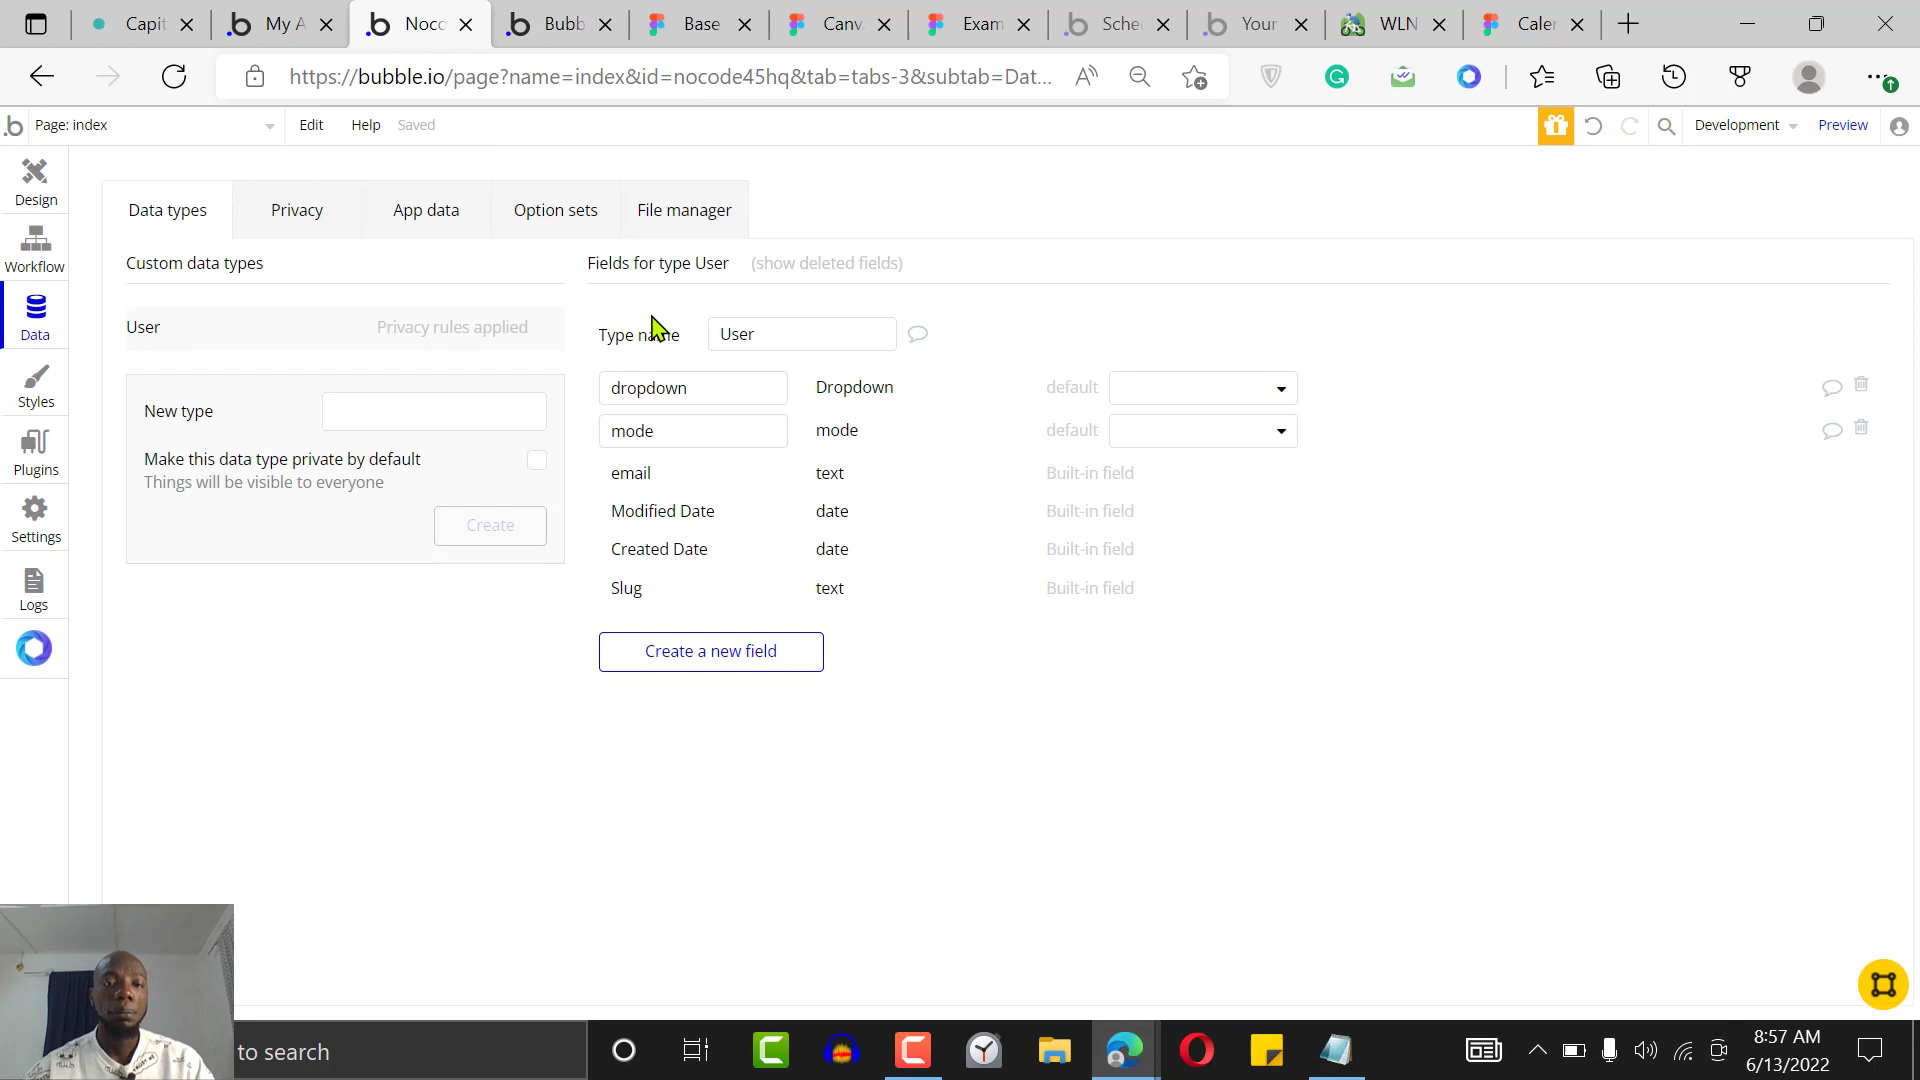 Capit
My A
Noco
Bubb
Base
Canv
Exam
Sche
Your
WLN
Caler
https://bubble.io/page?name=index&id=nocode45hq&tab=tabs-3&subtab=Dat...
Page: index
Edit
Help
Saved
Development
Preview
Design
Workflow
Data
Styles
Plugins
Settings
Logs
Data types
Privacy
App data
Option sets
File manager
Custom data types
User
Privacy rules applied
New type
Make this data type private by default
Things will be visible to everyone
Create
Fields for type User
(show deleted fields)
Type name
User
dropdown
Dropdown
default
mode
mode
default
email
text
Built-in field
Modified Date
date
Built-in field
Created Date
date
Built-in field
Slug
text
Built-in field
Create a new field
to search
8:57 AM
6/13/2022